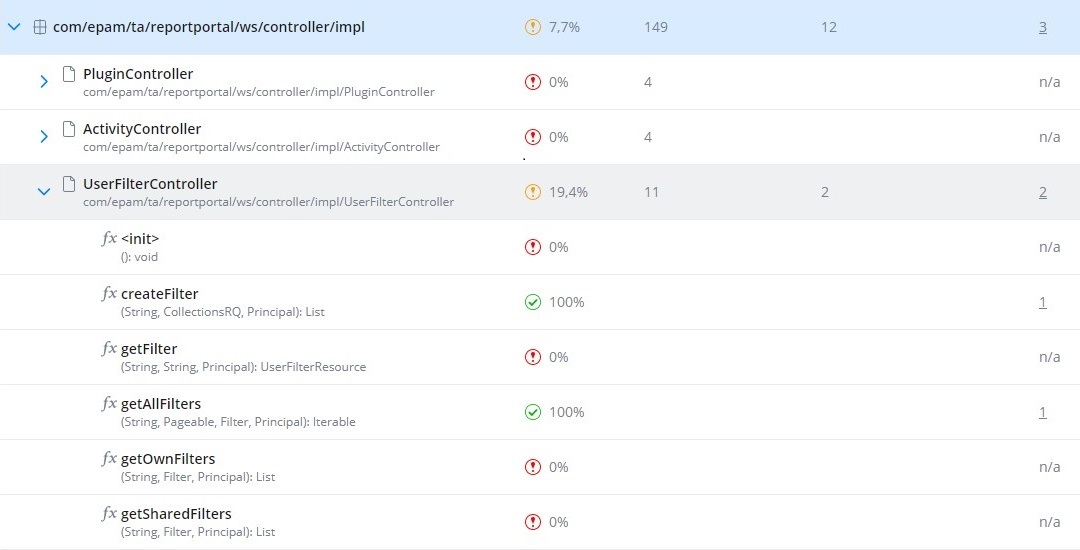 com/epam/ta/reportportal/ws/controller/impl 7,7% 149 12 3
PluginController
com/epam/ta/reportportal/ws/controller/impl/PluginController
0% 4 n/a
ActivityController
com/epam/ta/reportportal/ws/controller/impl/ActivityController
0% 4 n/a
UserFilterController
com/epam/ta/reportportal/ws/controller/impl/UserFilterController
19,4% 11 2 2
fx <init>
(): void
0% n/a
fx createFilter
(String, CollectionsRQ, Principal): List
100% 1
fx getFilter
(String, String, Principal): UserFilterResource
0% n/a
fx getAllFilters
(String, Pageable, Filter, Principal): Iterable
100% 1
fx getOwnFilters
(String, Filter, Principal): List
0% n/a
fx getSharedFilters
(String, Filter, Principal): List
0% n/a